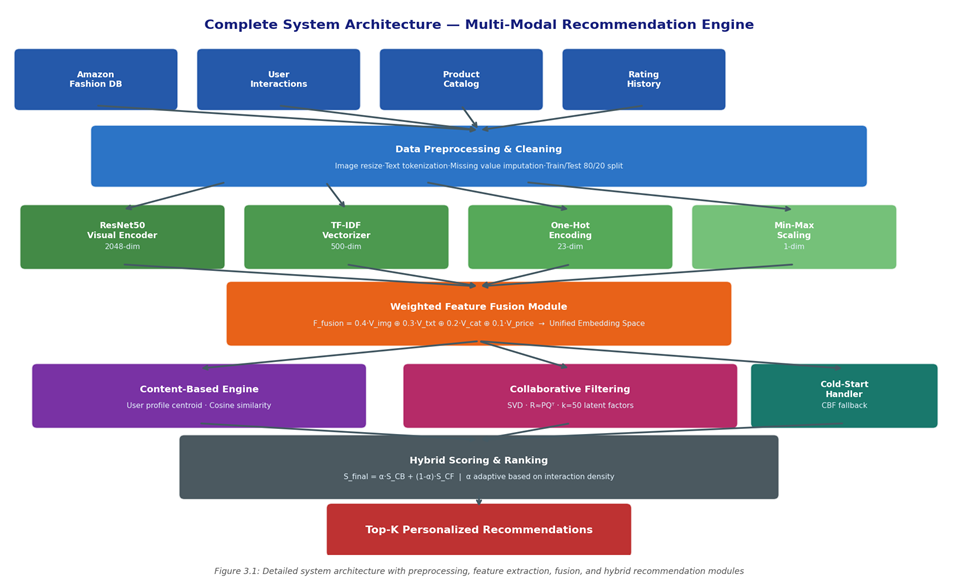 Complete System Architecture — Multi-Modal Recommendation Engine
Amazon
Fashion DB
User
Interactions
Product
Catalog
Rating
History
Data Preprocessing & Cleaning
Image resize·Text tokenization·Missing value imputation·Train/Test 80/20 split
ResNet50
Visual Encoder
2048-dim
TF-IDF
Vectorizer
500-dim
One-Hot
Encoding
23-dim
Min-Max
Scaling
1-dim
Weighted Feature Fusion Module
F_fusion = 0.4·V_img ⊕ 0.3·V_txt ⊕ 0.2·V_cat ⊕ 0.1·V_price → Unified Embedding Space
Content-Based Engine
User profile centroid · Cosine similarity
Collaborative Filtering
SVD · R≈PQᵀ · k=50 latent factors
Cold-Start
Handler
CBF fallback
Hybrid Scoring & Ranking
S_final = α·S_CB + (1-α)·S_CF | α adaptive based on interaction density
Top-K Personalized Recommendations
Figure 3.1: Detailed system architecture with preprocessing, feature extraction, fusion, and hybrid recommendation modules